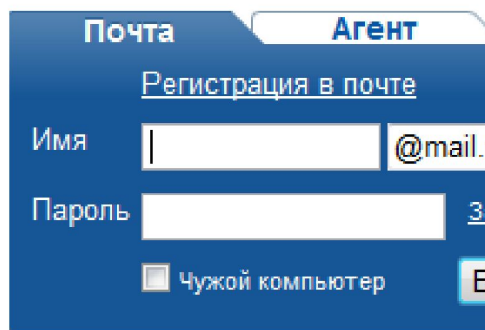 Почта Агент
Регистрация в почте
Имя @mail.
Пароль
Чужой компьютер